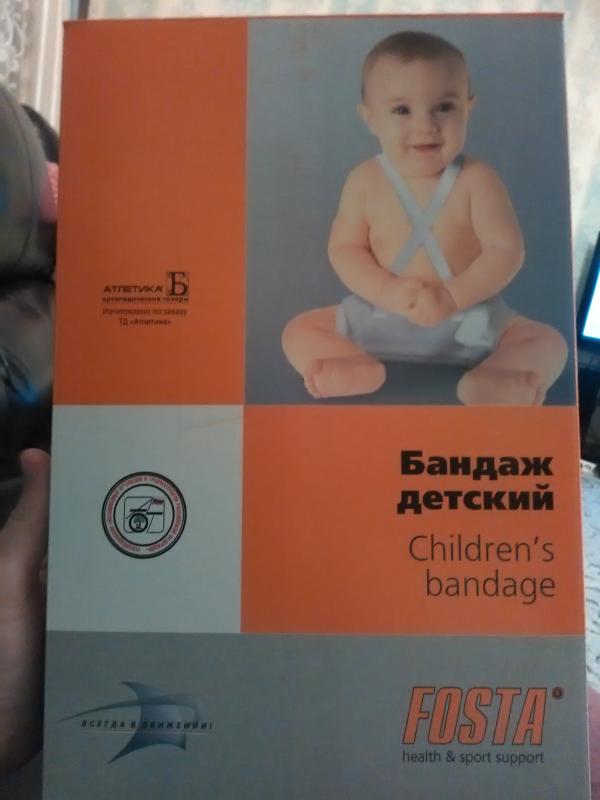 АТЛЕТИКА
ортопедические товары
Изготовлено по заказу
ТД «Атлетика»
Бандаж
детский
Children's
bandage
ВСЕГДА В ДВИЖЕНИИ!
FOSTA®
health & sport support